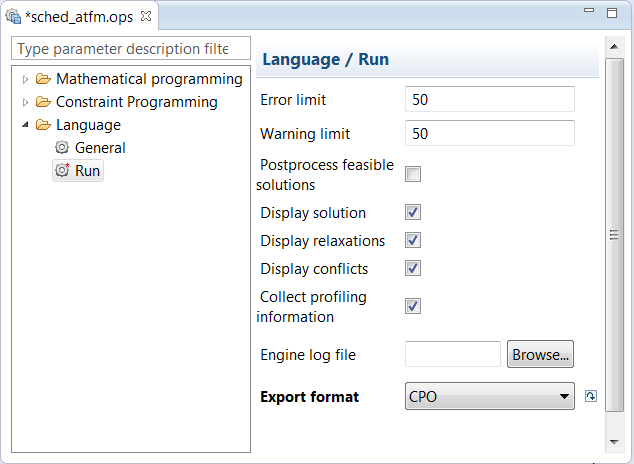 *sched_atfm.ops
Type parameter description filte
Mathematical programming
Constraint Programming
Language
General
Run
Language / Run
Error limit 50
Warning limit 50
Postprocess feasible
solutions
Display solution
Display relaxations
Display conflicts
Collect profiling
information
Engine log file Browse...
Export format CPO